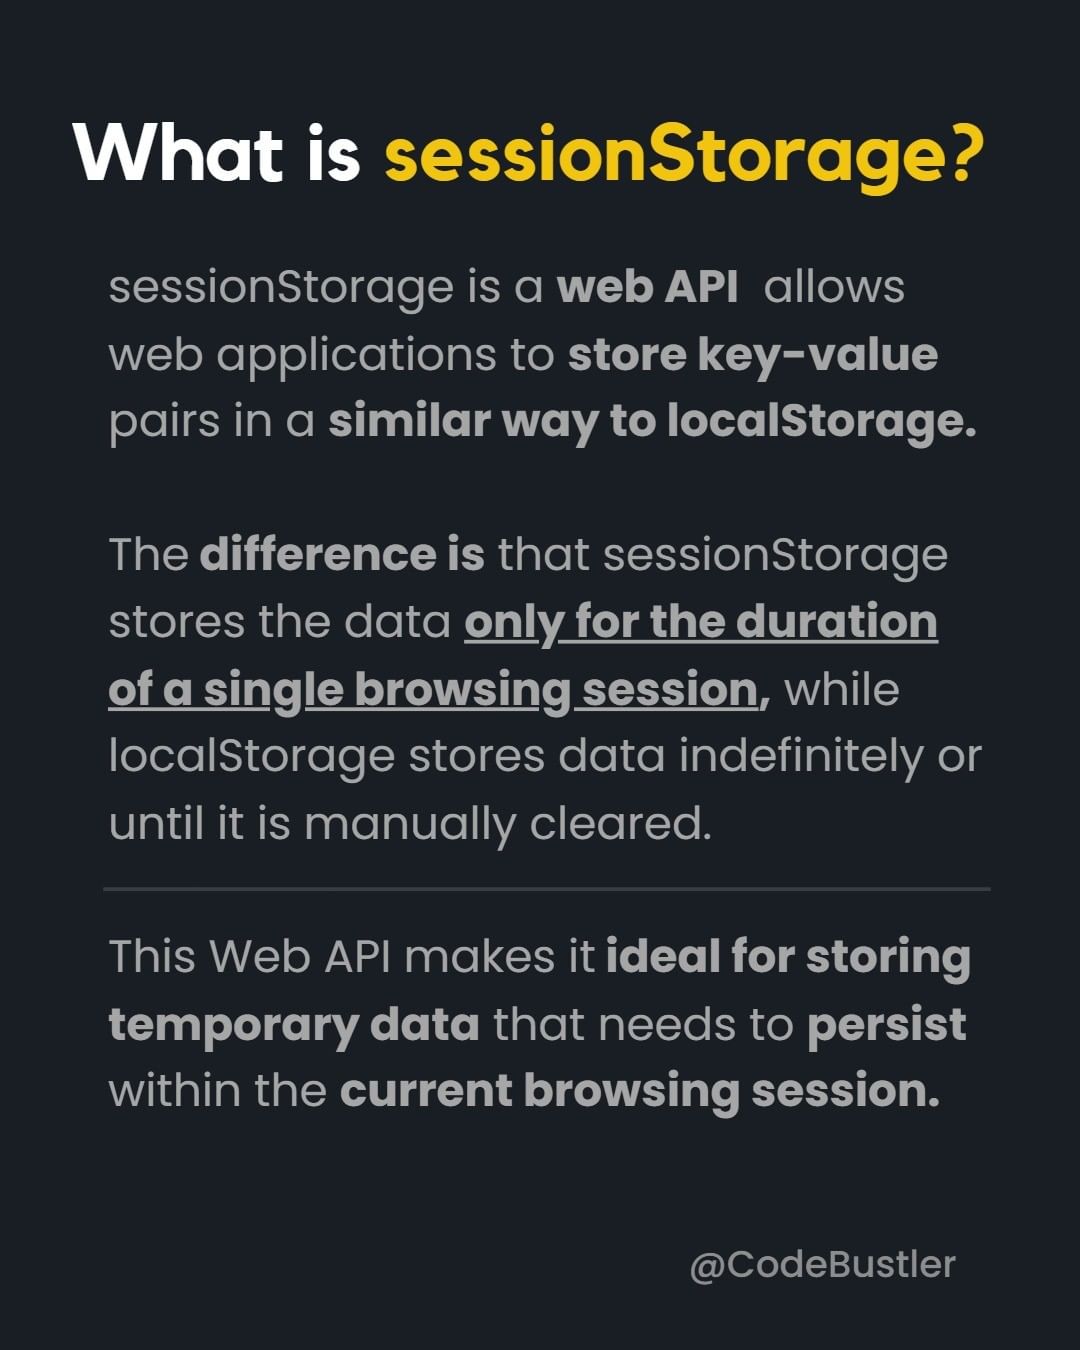 What is sessionStorage?
sessionStorage is a web API  allows
web applications to store key-value
pairs in a similar way to localStorage.
The difference is that sessionStorage
stores the data only for the duration
of a single browsing session, while
localStorage stores data indefinitely or
until it is manually cleared.
This Web API makes it ideal for storing
temporary data that needs to persist
within the current browsing session.
@CodeBustler